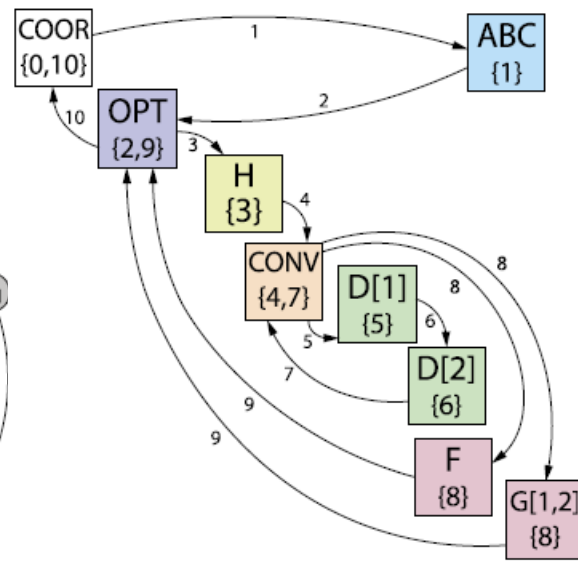 COOR
{0,10}
1
ABC
{1}
2
10
OPT
{2,9}
3
H
{3}
4
CONV
{4,7}
8
8
D[1]
{5}
5
6
D[2]
{6}
7
9
9
F
{8}
G[1,2]
{8}